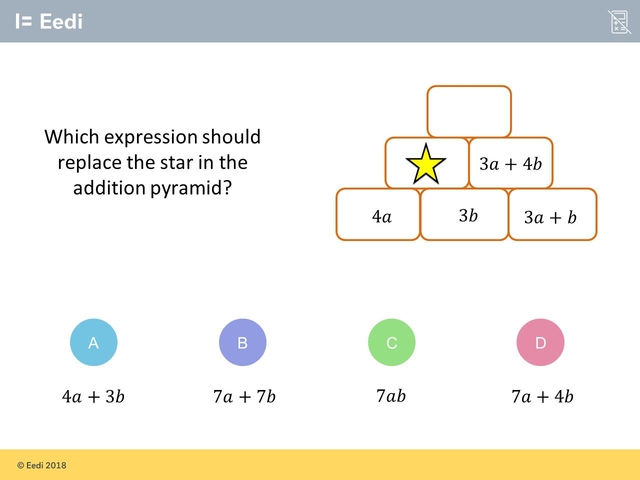 Eedi
Which expression should
replace the star in the
addition pyramid?
3a + 4b
4a
3b
3a + b
A
B
C
D
4a + 3b
7a + 7b
7ab
7a + 4b
© Eedi 2018